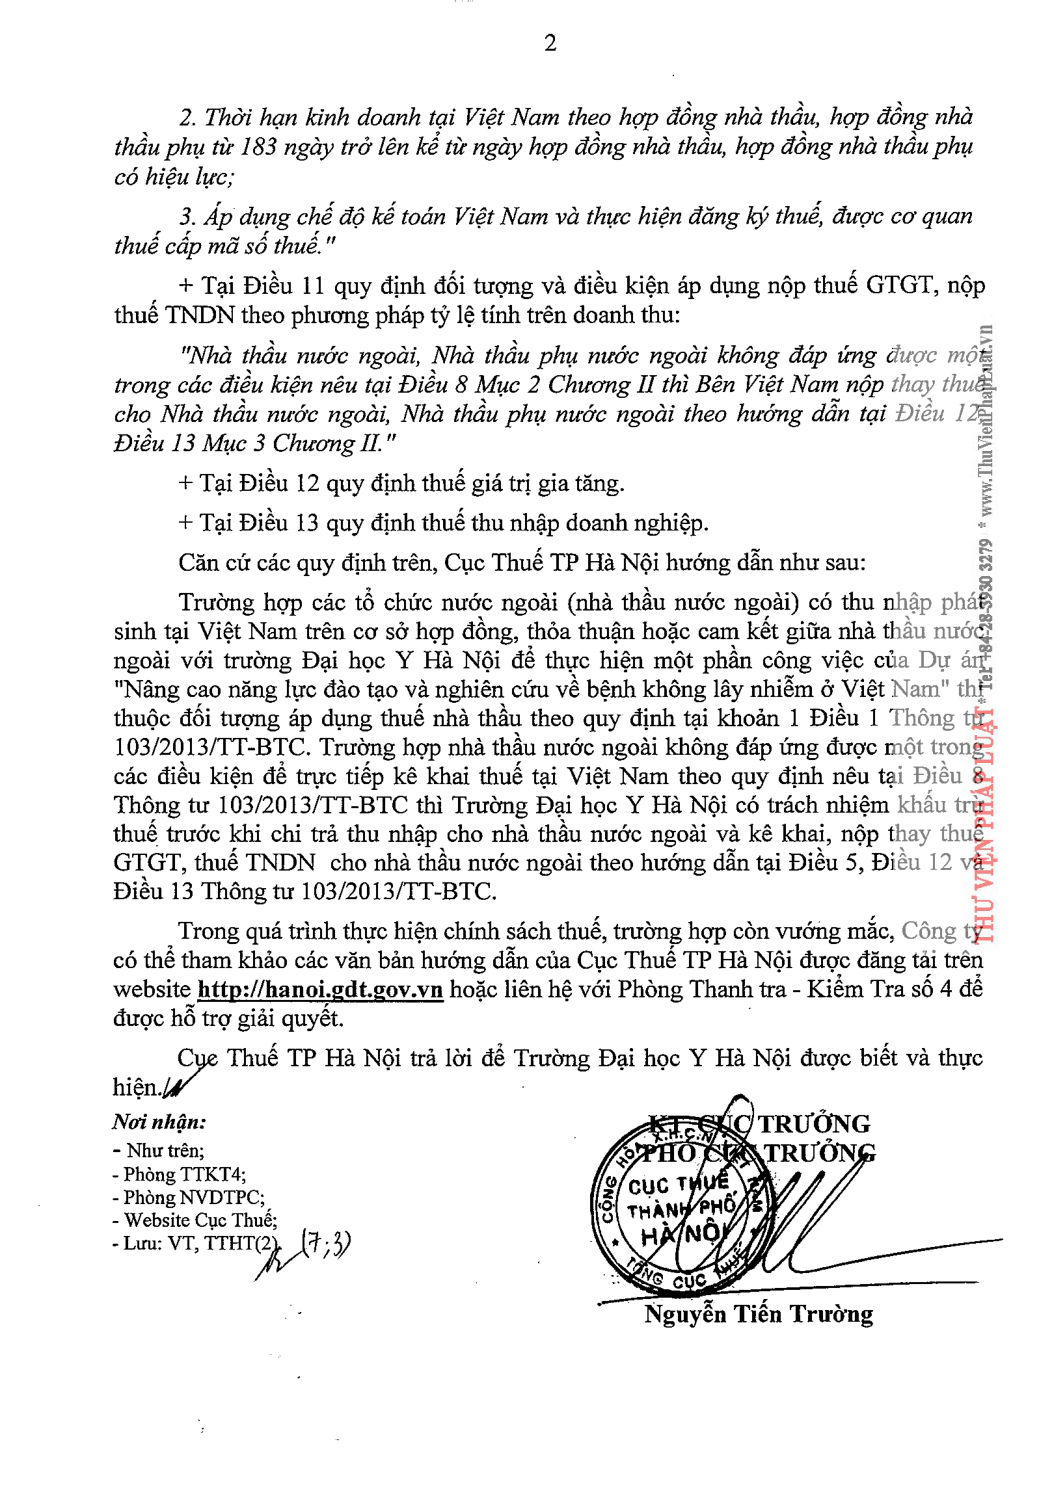 2
2. Thời hạn kinh doanh tại Việt Nam theo hợp đồng nhà thầu, hợp đồng nhà
thầu phụ từ 183 ngày trở lên kể từ ngày hợp đồng nhà thầu, hợp đồng nhà thầu phụ
có hiệu lực;
3. Áp dụng chế độ kế toán Việt Nam và thực hiện đăng ký thuế, được cơ quan
thuế cấp mã số thuế."
+ Tại Điều 11 quy định đối tượng và điều kiện áp dụng nộp thuế GTGT, nộp
thuế TNDN theo phương pháp tỷ lệ tính trên doanh thu:
"Nhà thầu nước ngoài, Nhà thầu phụ nước ngoài không đáp ứng được một
trong các điều kiện nêu tại Điều 8 Mục 2 Chương II thì Bên Việt Nam nộp thay thuế
cho Nhà thầu nước ngoài, Nhà thầu phụ nước ngoài theo hướng dẫn tại Điều 12,
Điều 13 Mục 3 Chương II."
+ Tại Điều 12 quy định thuế giá trị gia tăng.
+ Tại Điều 13 quy định thuế thu nhập doanh nghiệp.
Căn cứ các quy định trên, Cục Thuế TP Hà Nội hướng dẫn như sau:
Trường hợp các tổ chức nước ngoài (nhà thầu nước ngoài) có thu nhập phát
sinh tại Việt Nam trên cơ sở hợp đồng, thỏa thuận hoặc cam kết giữa nhà thầu nước
ngoài với trường Đại học Y Hà Nội để thực hiện một phần công việc của Dự án
"Nâng cao năng lực đào tạo và nghiên cứu về bệnh không lây nhiễm ở Việt Nam" thì
thuộc đối tượng áp dụng thuế nhà thầu theo quy định tại khoản 1 Điều 1 Thông tư
103/2013/TT-BTC. Trường hợp nhà thầu nước ngoài không đáp ứng được một trong
các điều kiện để trực tiếp kê khai thuế tại Việt Nam theo quy định nêu tại Điều 8
Thông tư 103/2013/TT-BTC thì Trường Đại học Y Hà Nội có trách nhiệm khấu trừ
thuế trước khi chi trả thu nhập cho nhà thầu nước ngoài và kê khai, nộp thay thuế
GTGT, thuế TNDN cho nhà thầu nước ngoài theo hướng dẫn tại Điều 5, Điều 12 và
Điều 13 Thông tư 103/2013/TT-BTC.
Trong quá trình thực hiện chính sách thuế, trường hợp còn vướng mắc, Công ty
có thể tham khảo các văn bản hướng dẫn của Cục Thuế TP Hà Nội được đăng tải trên
website http://hanoi.gdt.gov.vn hoặc liên hệ với Phòng Thanh tra - Kiểm Tra số 4 để
được hỗ trợ giải quyết.
Cục Thuế TP Hà Nội trả lời để Trường Đại học Y Hà Nội được biết và thực
hiện./.
Nơi nhận:
- Như trên;
- Phòng TTKT4;
- Phòng NVDTPC;
- Website Cục Thuế;
- Lưu: VT, TTHT(2). (7;3)
KT. CỤC TRƯỞNG
PHÓ CỤC TRƯỞNG
CỘNG HÒA X.H.C.N VIỆT NAM
CỤC THUẾ
THÀNH PHỐ
HÀ NỘI
* TỔNG CỤC THUẾ *
Nguyễn Tiến Trường
THƯ VIỆN PHÁP LUẬT * Tel: +84-28-3930 3279 * www.ThuVienPhapLuat.vn